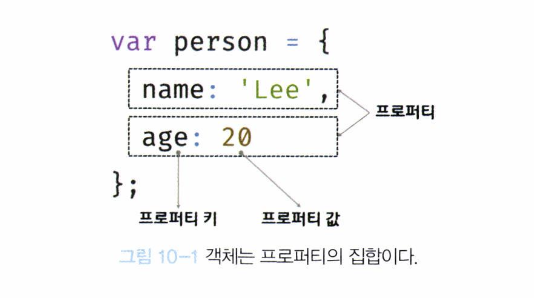 var person = {
name: 'Lee',
프로퍼티
age: 20
};
프로퍼티 키 프로퍼티 값
그림 10-1 객체는 프로퍼티의 집합이다.